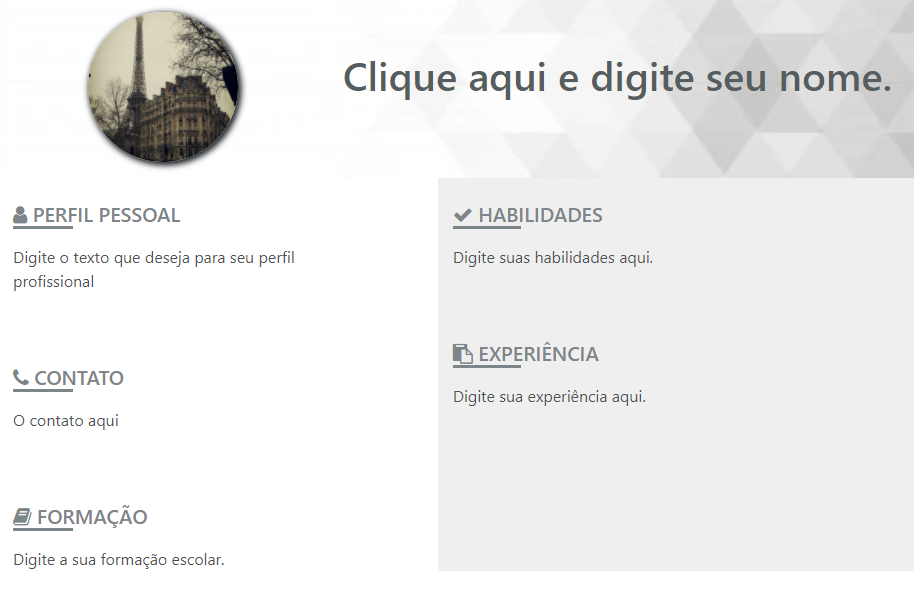 Clique aqui e digite seu nome.
PERFIL PESSOAL
Digite o texto que deseja para seu perfil
profissional
CONTATO
O contato aqui
FORMAÇÃO
Digite a sua formação escolar.
HABILIDADES
Digite suas habilidades aqui.
EXPERIÊNCIA
Digite sua experiência aqui.